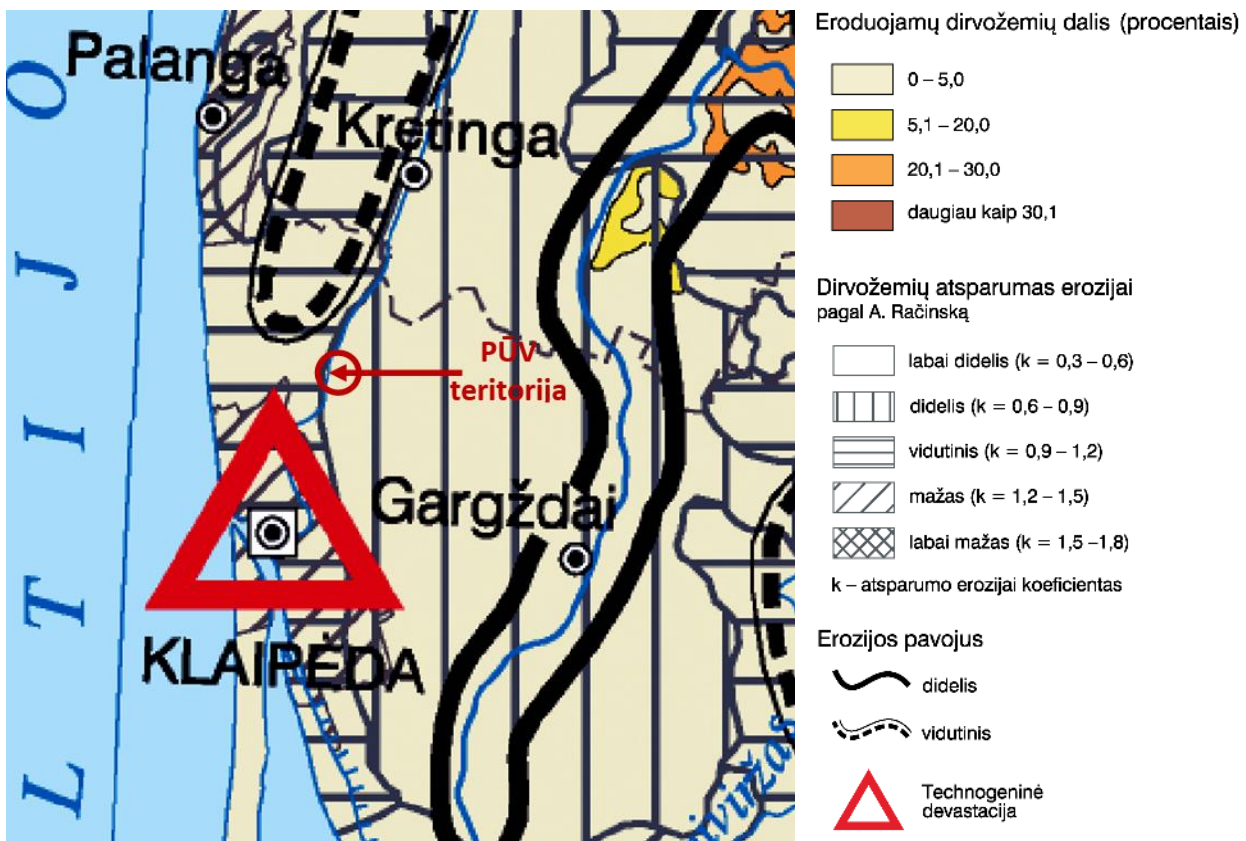 Palanga
Kretinga
PŪV
teritorija
Gargždai
KLAIPĖDA
L T I J O
Eroduojamų dirvožemių dalis (procentais)
0 – 5,0
5,1 – 20,0
20,1 – 30,0
daugiau kaip 30,1
Dirvožemių atsparumas erozijai
pagal A. Račinską
labai didelis (k = 0,3 – 0,6)
didelis (k = 0,6 – 0,9)
vidutinis (k = 0,9 – 1,2)
mažas (k = 1,2 – 1,5)
labai mažas (k = 1,5 –1,8)
k – atsparumo erozijai koeficientas
Erozijos pavojus
didelis
vidutinis
Technogeninė
devastacija